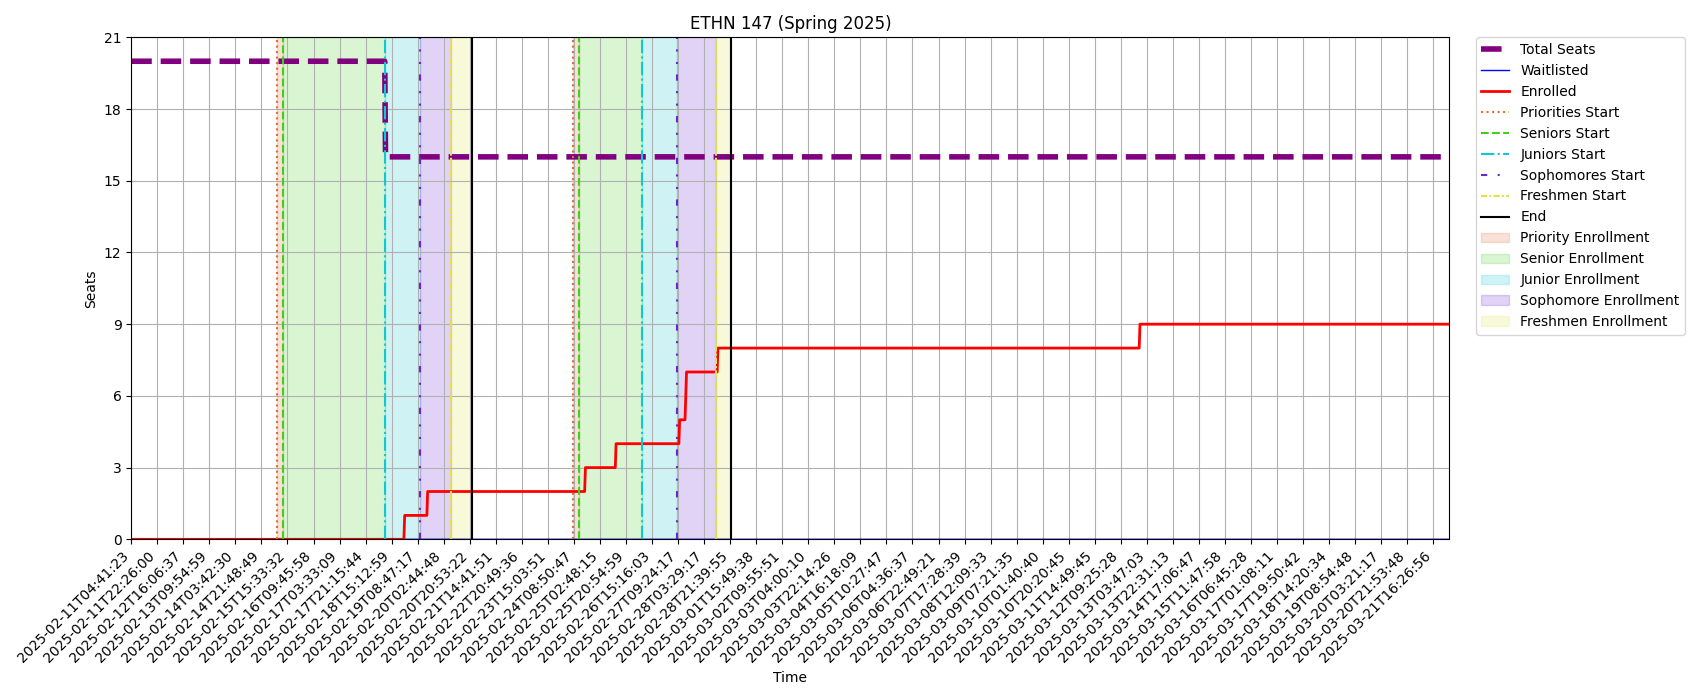 ETHN 147 (Spring 2025)
21
18
15
12
9
6
3
0
Seats
2025-02-11T04:41:23
2025-02-11T22:26:00
2025-02-12T16:06:37
2025-02-13T09:54:59
2025-02-14T03:42:30
2025-02-14T21:48:49
2025-02-15T15:33:32
2025-02-16T09:45:58
2025-02-17T03:33:09
2025-02-17T21:15:44
2025-02-18T15:12:59
2025-02-19T08:47:17
2025-02-20T02:44:48
2025-02-20T20:53:22
2025-02-21T14:41:51
2025-02-22T20:49:36
2025-02-23T15:03:51
2025-02-24T08:50:47
2025-02-25T02:48:15
2025-02-25T20:54:59
2025-02-26T15:16:03
2025-02-27T09:24:17
2025-02-28T03:29:17
2025-02-28T21:39:55
2025-03-01T15:49:38
2025-03-02T09:55:51
2025-03-03T04:00:10
2025-03-03T22:14:26
2025-03-04T16:18:09
2025-03-05T10:27:47
2025-03-06T04:36:37
2025-03-06T22:49:21
2025-03-07T17:28:39
2025-03-08T12:09:33
2025-03-09T07:21:35
2025-03-10T01:40:40
2025-03-10T20:20:45
2025-03-11T14:49:45
2025-03-12T09:25:28
2025-03-13T03:47:03
2025-03-13T22:31:13
2025-03-14T17:06:47
2025-03-15T11:47:58
2025-03-16T06:45:28
2025-03-17T01:08:11
2025-03-17T19:50:42
2025-03-18T14:20:34
2025-03-19T08:54:48
2025-03-20T03:21:17
2025-03-20T21:53:48
2025-03-21T16:26:56
Time
Total Seats
Waitlisted
Enrolled
Priorities Start
Seniors Start
Juniors Start
Sophomores Start
Freshmen Start
End
Priority Enrollment
Senior Enrollment
Junior Enrollment
Sophomore Enrollment
Freshmen Enrollment